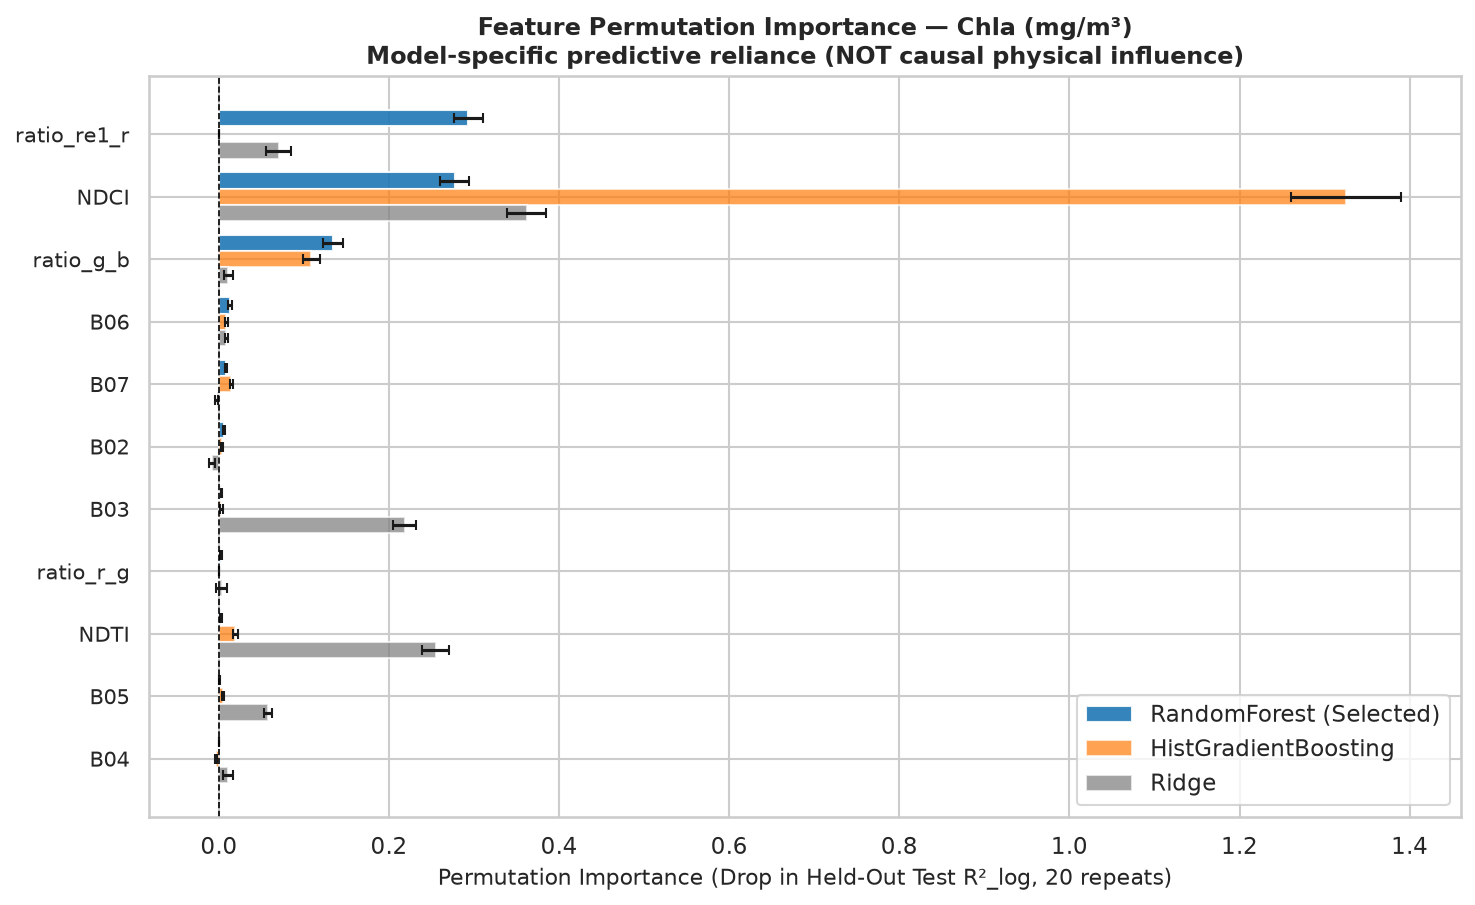 Feature Permutation Importance — Chla (mg/m³)
Model-specific predictive reliance (NOT causal physical influence)
ratio_re1_r
NDCI
ratio_g_b
B06
B07
B02
B03
ratio_r_g
NDTI
B05
B04
RandomForest (Selected)
HistGradientBoosting
Ridge
0.0 0.2 0.4 0.6 0.8 1.0 1.2 1.4
Permutation Importance (Drop in Held-Out Test R²_log, 20 repeats)